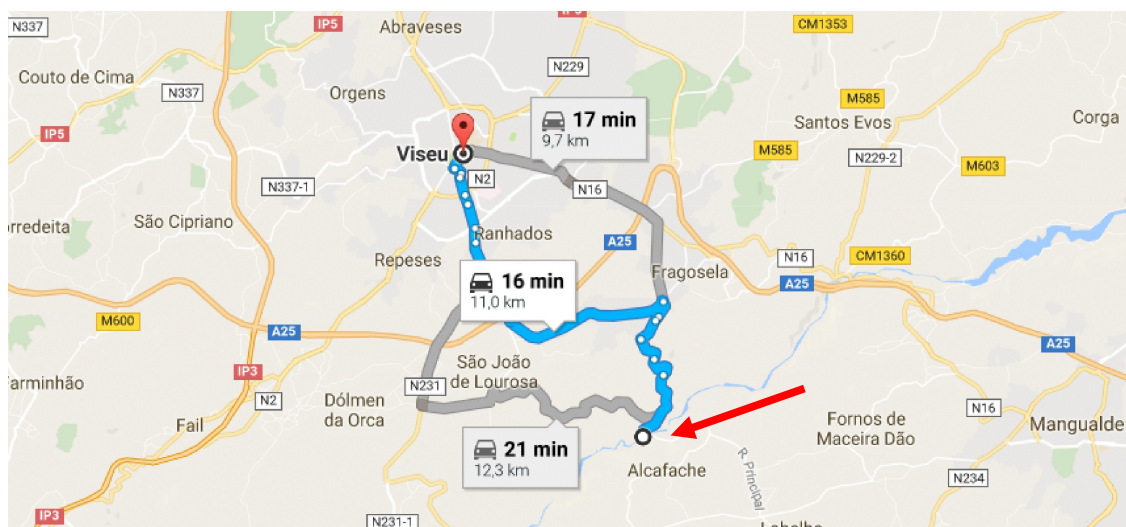 N337
IP5
Abraveses
IP5
CM1353
Couto de Cima
N337
Orgens
N229
M585
Santos Evos
Corga
IP5
17 min
9,7 km
Viseu
N2
M585
N229-2
M603
N337-1
N16
São Cipriano
Ranhados
A25
Repeses
Fragosela
N16
CM1360
16 min
11,0 km
A25
M600
A25
A25
São João
de Lourosa
IP3
N231
N2
Dólmen
da Orca
Fail
N16
Fornos de
Maceira Dão
Mangualde
21 min
12,3 km
Alcafache
R. Principal
N234
IP3
N231-1